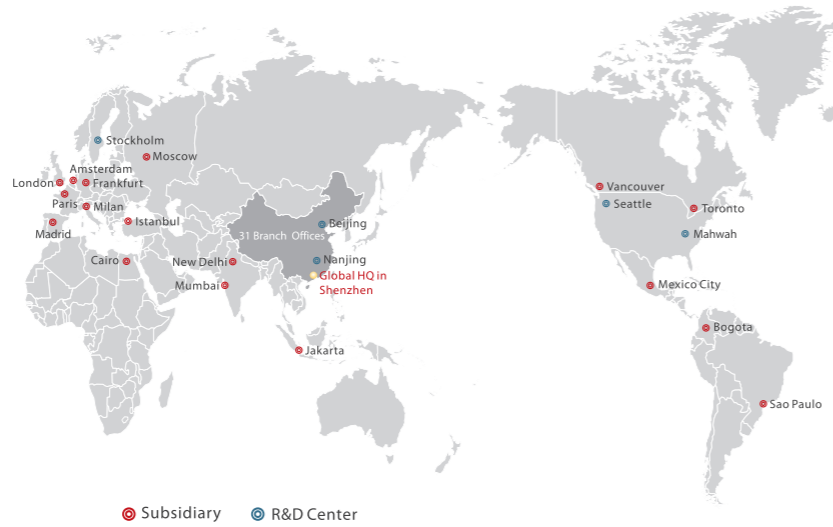 Stockholm
Moscow
Amsterdam
London
Frankfurt
Paris
Milan
Madrid
Istanbul
Cairo
New Delhi
Mumbai
31 Branch Offices
Beijing
Nanjing
Global HQ in
Shenzhen
Jakarta
Vancouver
Seattle
Toronto
Mahwah
Mexico City
Bogota
Sao Paulo
Subsidiary
R&D Center